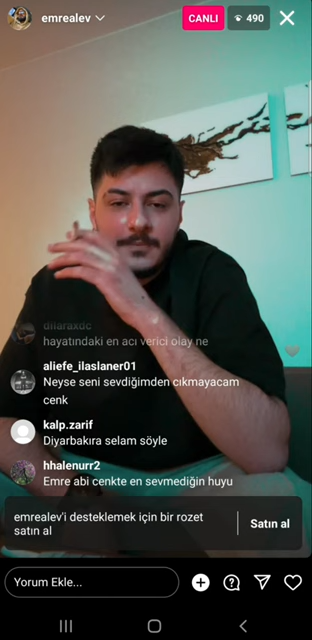 emrealev
CANLI
490
dilaraxdc
hayatındaki en acı verici olay ne
aliefe_ilaslaner01
Neyse seni sevdiğimden cıkmayacam
cenk
kalp.zarif
Diyarbakıra selam söyle
hhalenurr2
Emre abi cenkte en sevmediğin huyu
emrealev'i desteklemek için bir rozet
satın al
Satın al
Yorum Ekle...